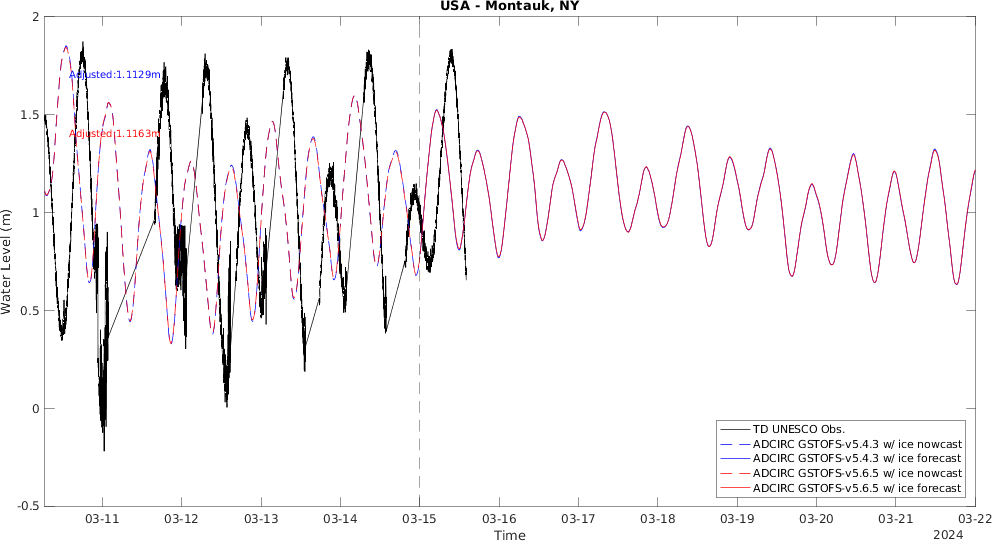 USA - Montauk, NY
2
1.5
1
0.5
0
-0.5
Water Level (m)
Adjusted:1.1129m
Adjusted:1.1163m
TD UNESCO Obs.
ADCIRC GSTOFS-v5.4.3 w/ ice nowcast
ADCIRC GSTOFS-v5.4.3 w/ ice forecast
ADCIRC GSTOFS-v5.6.5 w/ ice nowcast
ADCIRC GSTOFS-v5.6.5 w/ ice forecast
03-11 03-12 03-13 03-14 03-15 03-16 03-17 03-18 03-19 03-20 03-21 03-22
Time
2024